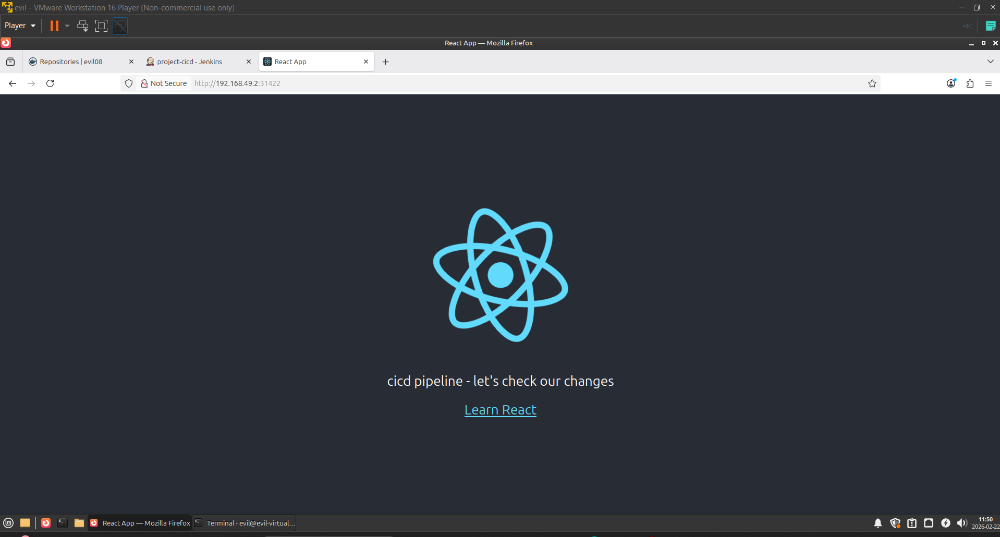 evil - VMware Workstation 16 Player (Non-commercial use only)
Player
React App — Mozilla Firefox
Repositories | evil08
project-cicd - Jenkins
React App
Not Secure
http://192.168.49.2:31422
cicd pipeline - let's check our changes
Learn React
React App — Mozilla Firefox
Terminal - evil@evil-virtual...
11:50
2026-02-22